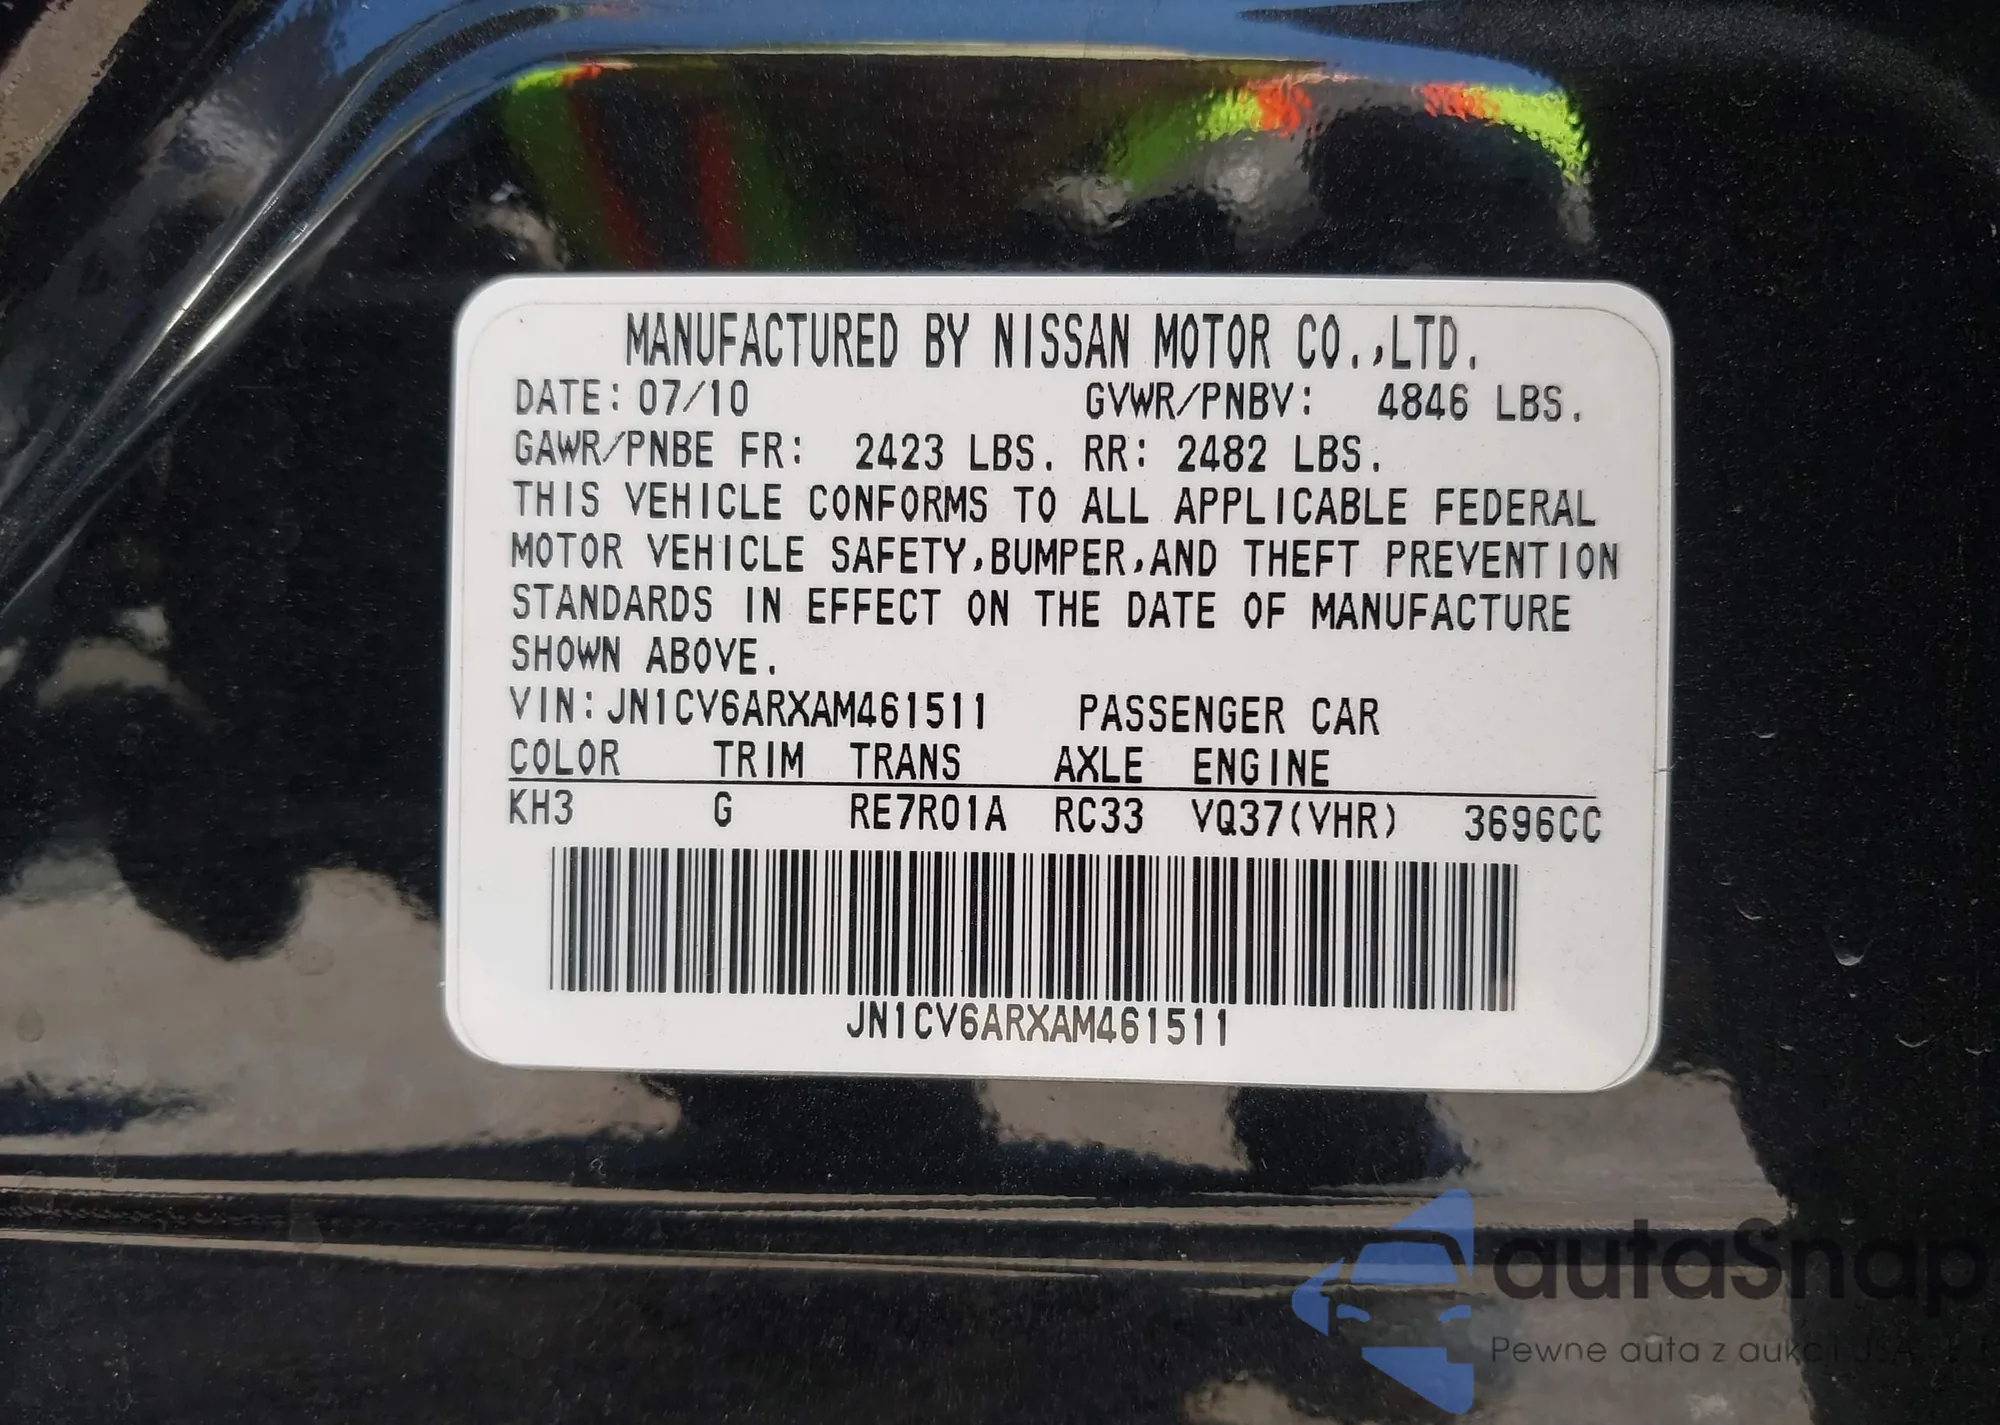 MANUFACTURED BY NISSAN MOTOR CO.,LTD.
DATE: 07/10 GVWR/PNBV: 4846 LBS.
GAWR/PNBE FR: 2423 LBS. RR: 2482 LBS.
THIS VEHICLE CONFORMS TO ALL APPLICABLE FEDERAL
MOTOR VEHICLE SAFETY,BUMPER,AND THEFT PREVENTION
STANDARDS IN EFFECT ON THE DATE OF MANUFACTURE
SHOWN ABOVE.
VIN: JN1CV6ARXAM461511 PASSENGER CAR
COLOR TRIM TRANS AXLE ENGINE
KH3 G RE7R01A RC33 VQ37(VHR) 3696CC
JN1CV6ARXAM461511
autaSnap
Pewne auta z aukcji